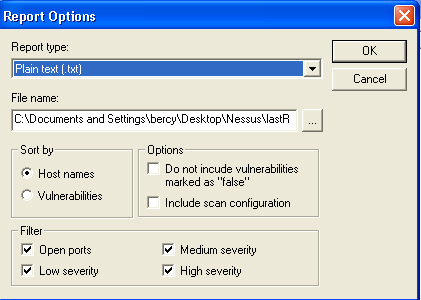 Report Options
Report type:
OK
Plain text (.txt)
Cancel
File name:
C:\Documents and Settings\bercy\Desktop\Nessus\lastR
...
Sort by
Options
Host names
Do not incude vulnerabilities
marked as "false"
Vulnerabilities
Include scan configuration
Filter
Open ports
Medium severity
Low severity
High severity